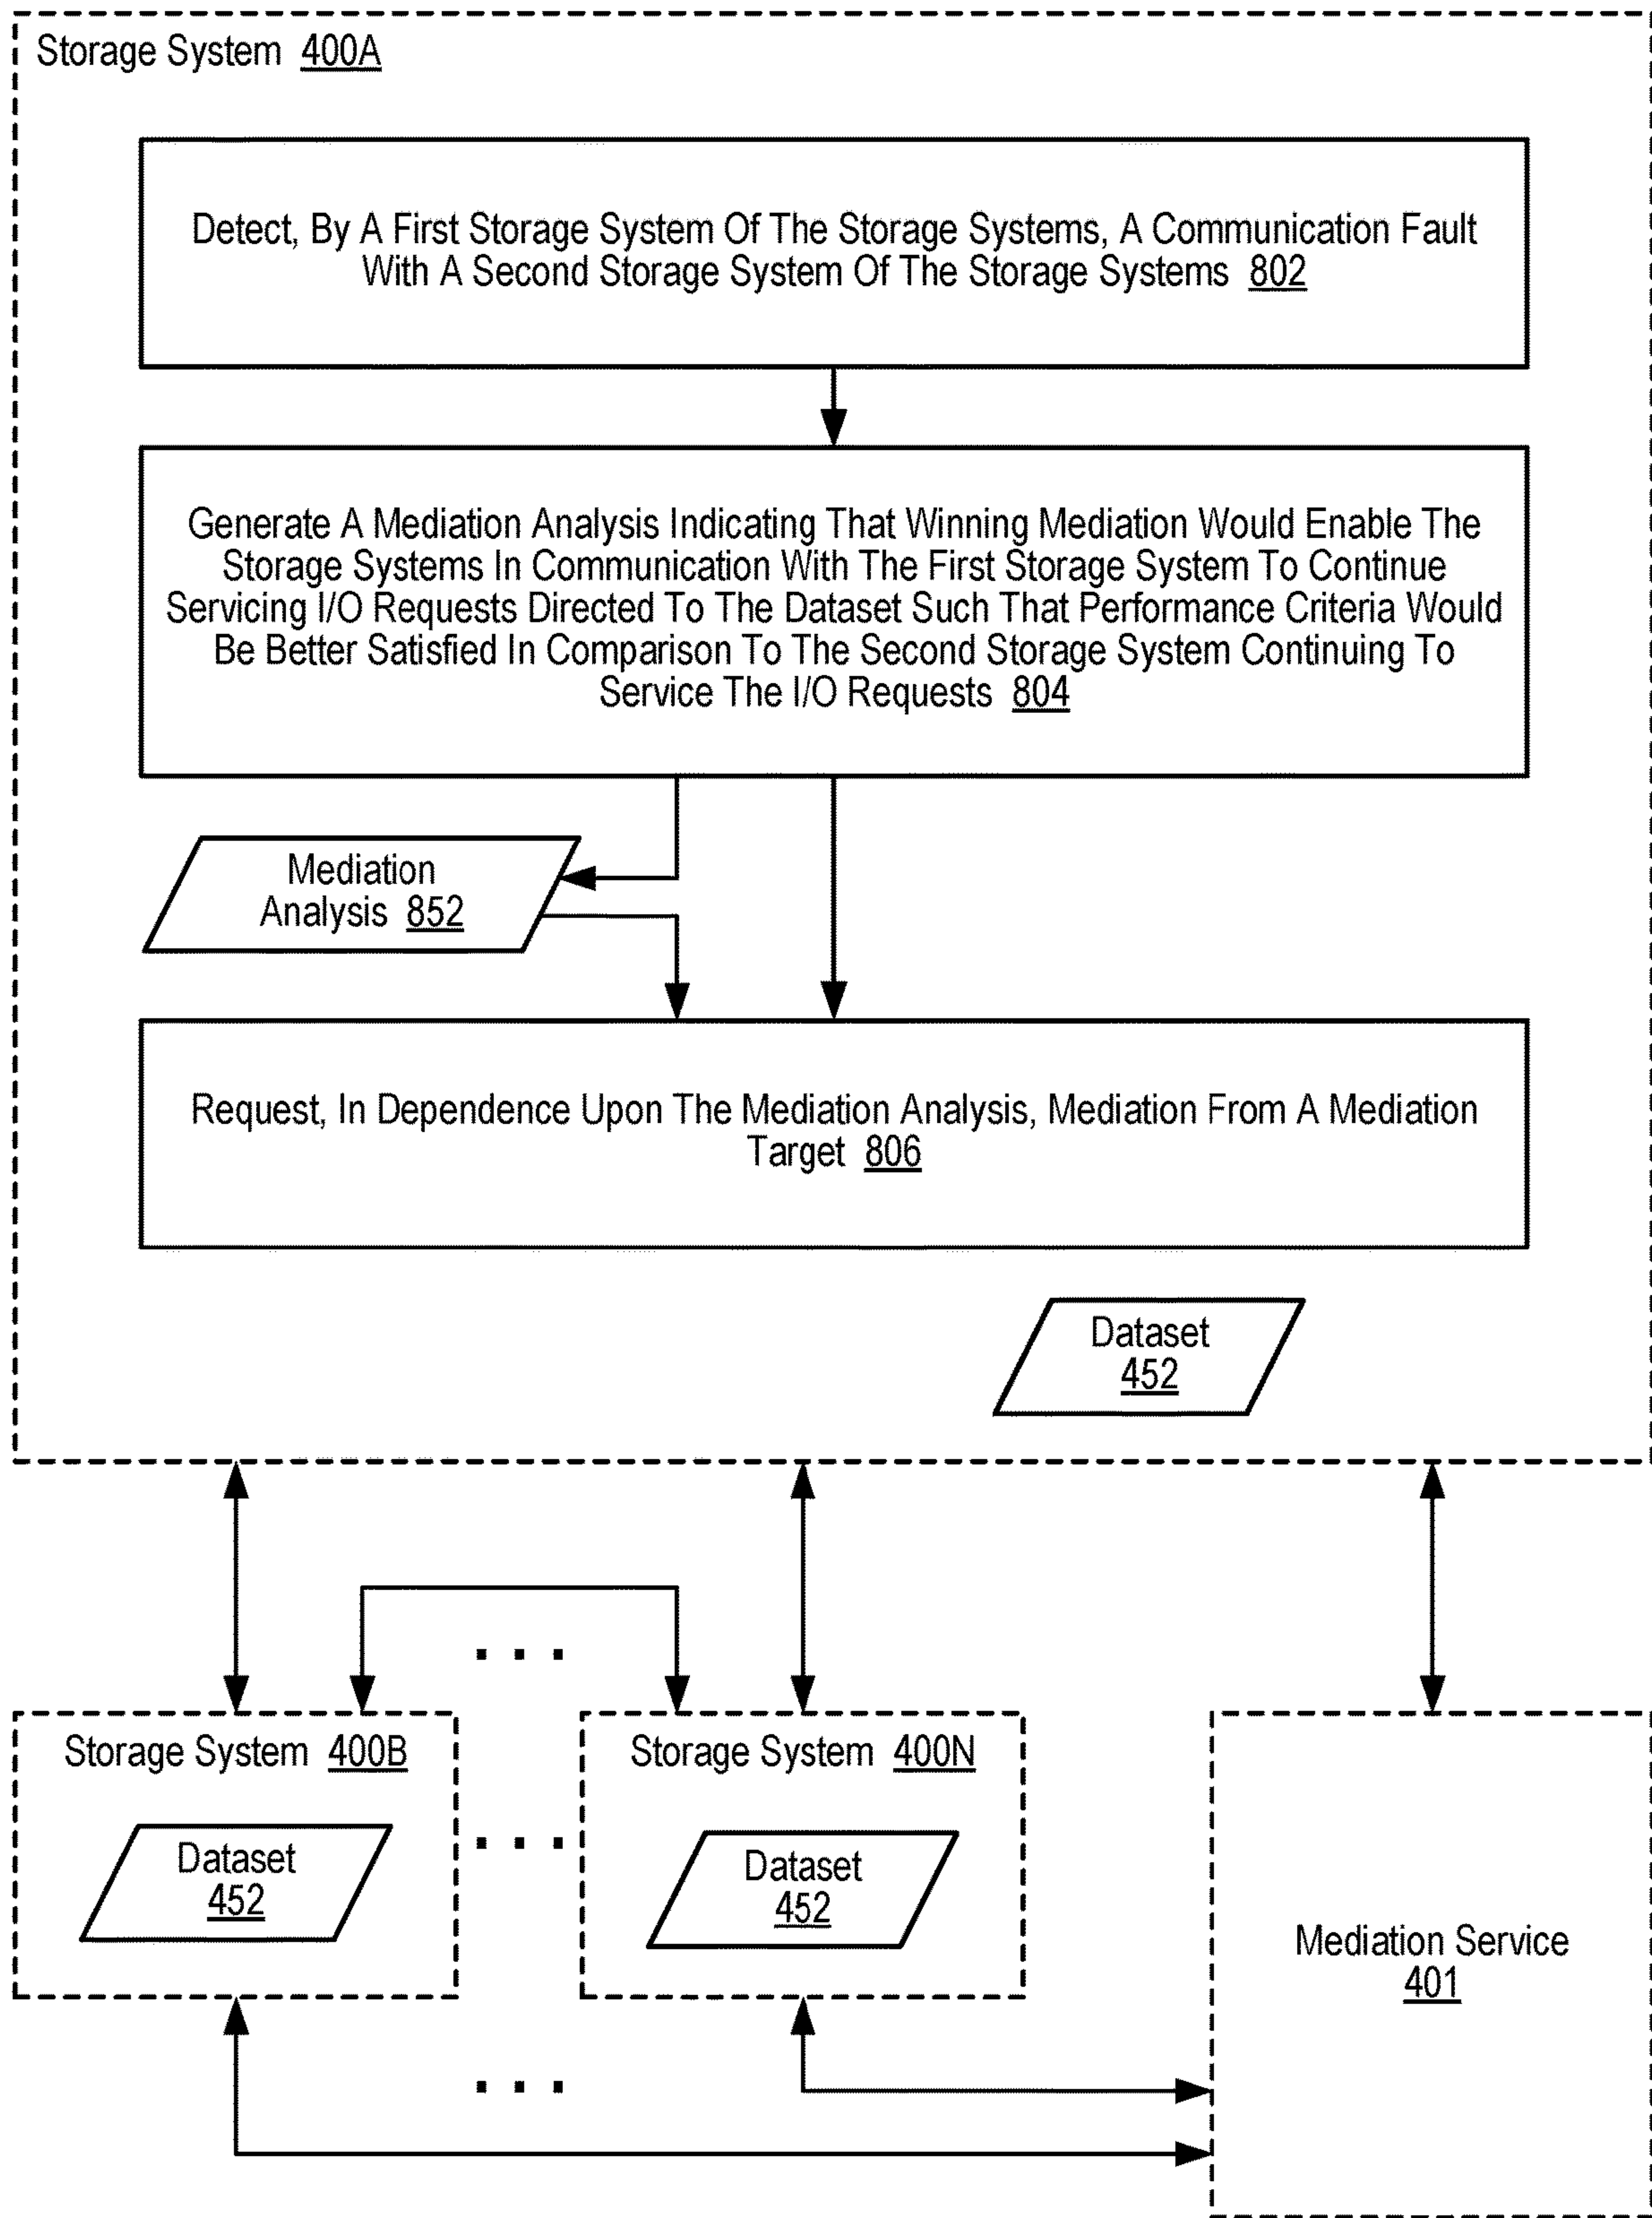 Storage System 400A
Detect, By A First Storage System Of The Storage Systems, A Communication Fault
With A Second Storage System Of The Storage Systems 802
Generate A Mediation Analysis Indicating That Winning Mediation Would Enable The
Storage Systems In Communication With The First Storage System To Continue
Servicing I/O Requests Directed To The Dataset Such That Performance Criteria Would
Be Better Satisfied In Comparison To The Second Storage System Continuing To
Service The I/O Requests 804
Mediation
Analysis 852
Request, In Dependence Upon The Mediation Analysis, Mediation From A Mediation
Target 806
Dataset
452
Storage System 400B
Dataset
452
Storage System 400N
Dataset
452
Mediation Service
401